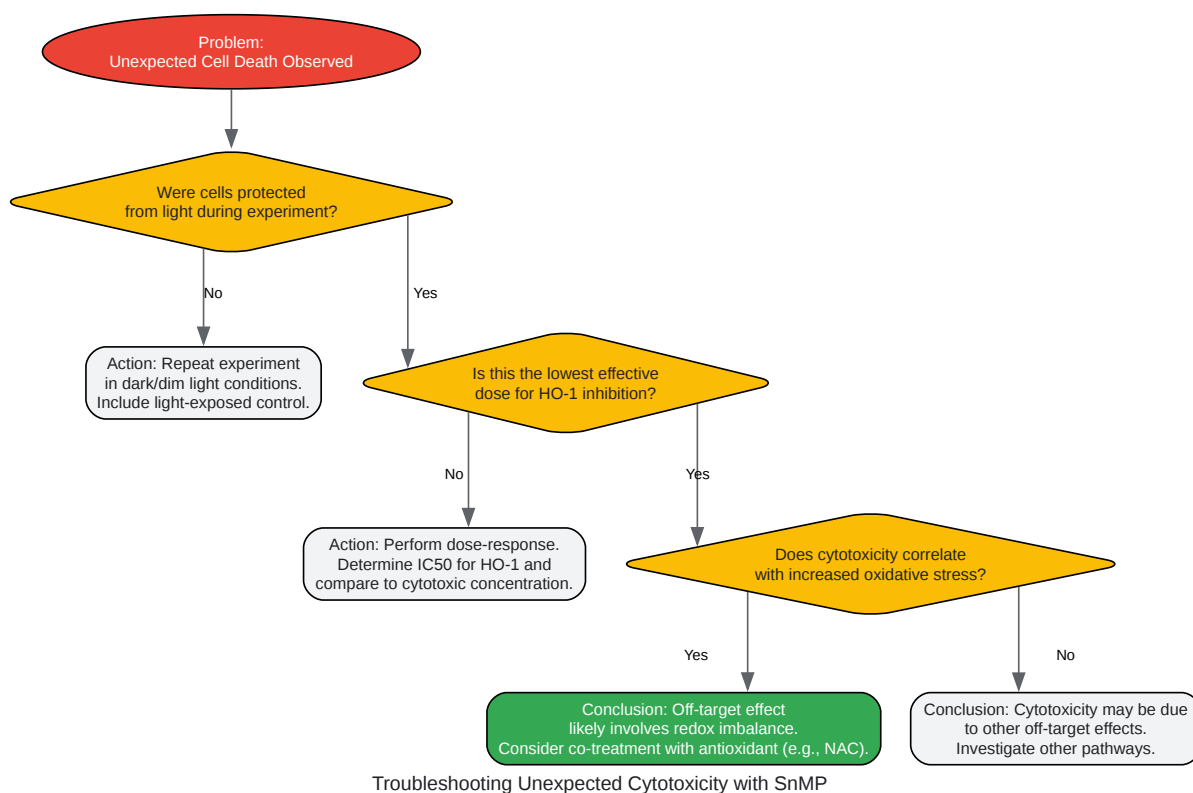 Problem:
Unexpected Cell Death Observed
Were cells protected
from light during experiment?
No
Yes
Action: Repeat experiment
in dark/dim light conditions.
Include light-exposed control.
Is this the lowest effective
dose for HO-1 inhibition?
No
Yes
Action: Perform dose-response.
Determine IC50 for HO-1 and
compare to cytotoxic concentration.
Does cytotoxicity correlate
with increased oxidative stress?
Yes
No
Conclusion: Off-target effect
likely involves redox imbalance.
Consider co-treatment with antioxidant (e.g., NAC).
Conclusion: Cytotoxicity may be due
to other off-target effects.
Investigate other pathways.
Troubleshooting Unexpected Cytotoxicity with SnMP